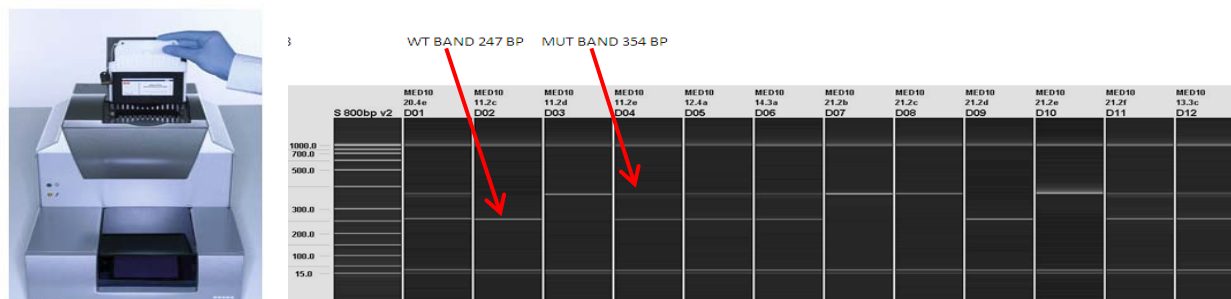 3
WT BAND 247 BP MUT BAND 354 BP
MED10 MED10 MED10 MED10 MED10 MED10 MED10 MED10 MED10 MED10 MED10 MED10
20.4e 11.2c 11.2d 11.2e 12.4a 14.3a 21.2b 21.2c 21.2d 21.2e 21.2f 13.3c
S 800bp v2 D01 D02 D03 D04 D05 D06 D07 D08 D09 D10 D11 D12
1000.0
700.0
500.0
300.0
200.0
100.0
15.0